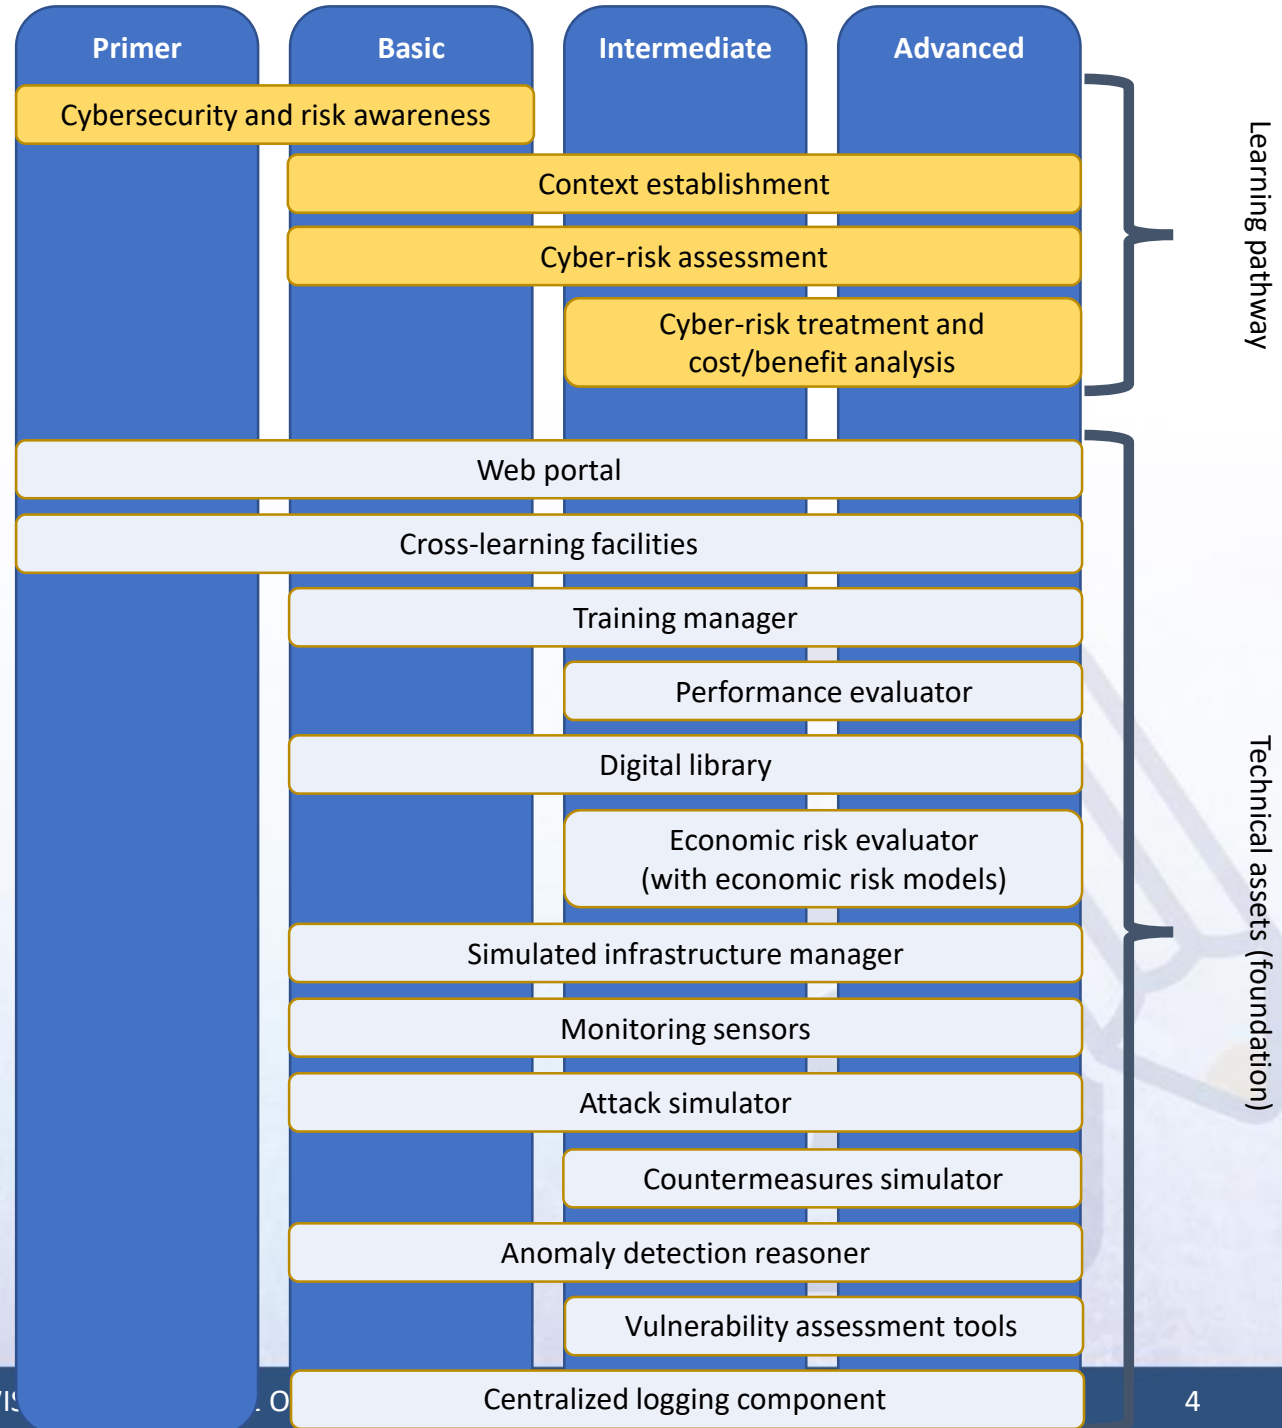 Primer
Basic
Intermediate
Advanced
Cybersecurity and risk awareness
Context establishment
Cyber-risk assessment
Cyber-risk treatment and
cost/benefit analysis
Learning pathway
Web portal
Cross-learning facilities
Training manager
Performance evaluator
Digital library
Economic risk evaluator
(with economic risk models)
Simulated infrastructure manager
Monitoring sensors
Attack simulator
Countermeasures simulator
Anomaly detection reasoner
Vulnerability assessment tools
Centralized logging component
Technical assets (foundation)
4